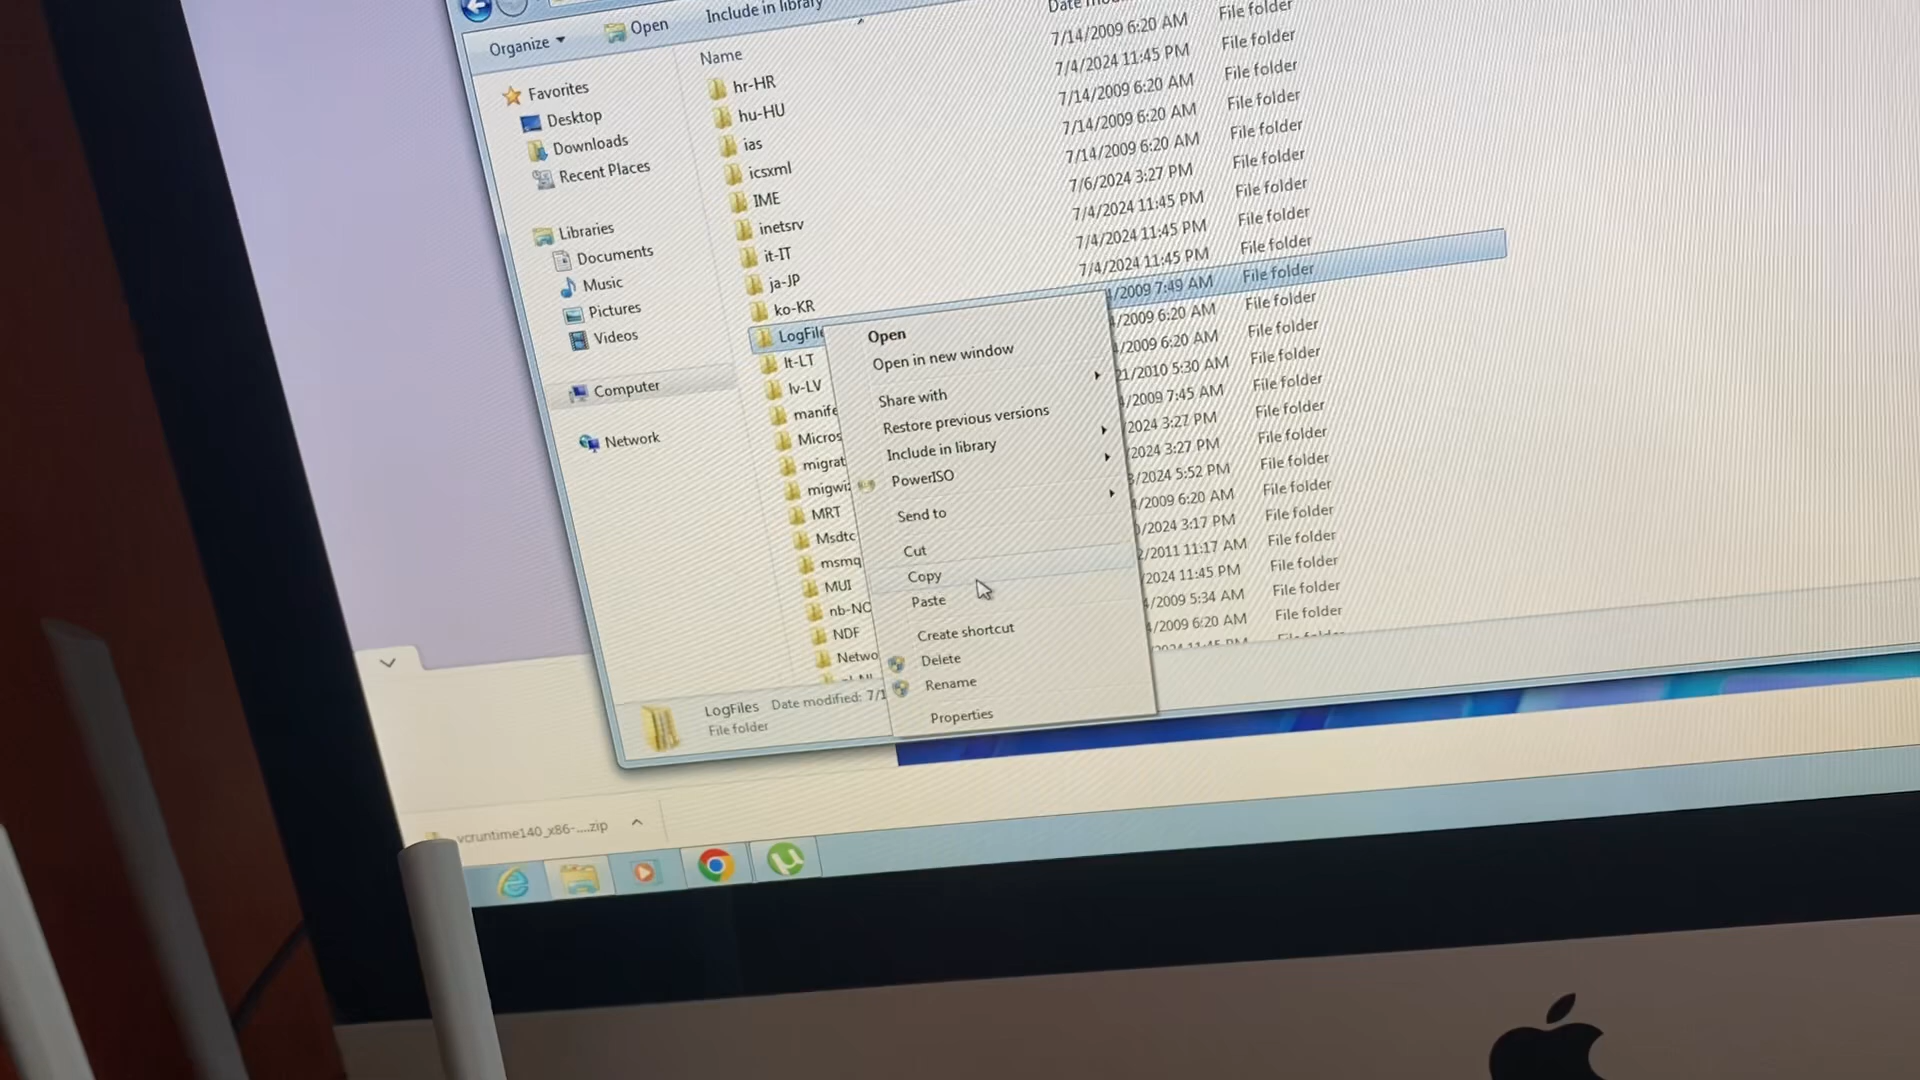 Organize
Open
Include in library
Name
Favorites
Desktop
Downloads
Recent Places
Libraries
Documents
Music
Pictures
Videos
Computer
Network
hr-HR
hu-HU
ias
icsxml
IME
inetsrv
it-IT
ja-JP
ko-KR
LogFile
lt-LT
lv-LV
manife
Micros
migrat
migwiz
MRT
Msdtc
msmq
MUI
nb-NO
NDF
Netwo
7/14/2009 6:20 AM File folder
7/4/2024 11:45 PM File folder
7/14/2009 6:20 AM File folder
7/14/2009 6:20 AM File folder
7/14/2009 6:20 AM File folder
7/6/2024 3:27 PM File folder
7/4/2024 11:45 PM File folder
7/4/2024 11:45 PM File folder
7/4/2024 11:45 PM File folder
/2009 7:49 AM File folder
/2009 6:20 AM File folder
/2009 6:20 AM File folder
21/2010 5:30 AM File folder
/2009 7:45 AM File folder
/2024 3:27 PM File folder
/2024 3:27 PM File folder
/2024 5:52 PM File folder
/2009 6:20 AM File folder
/2024 3:17 PM File folder
/2011 11:17 AM File folder
/2024 11:45 PM File folder
/2009 5:34 AM File folder
/2009 6:20 AM File folder
Open
Open in new window
Share with
Restore previous versions
Include in library
PowerISO
Send to
Cut
Copy
Paste
Create shortcut
Delete
Rename
Properties
LogFiles Date modified: 7/1
File folder
vcruntime140_x86-....zip